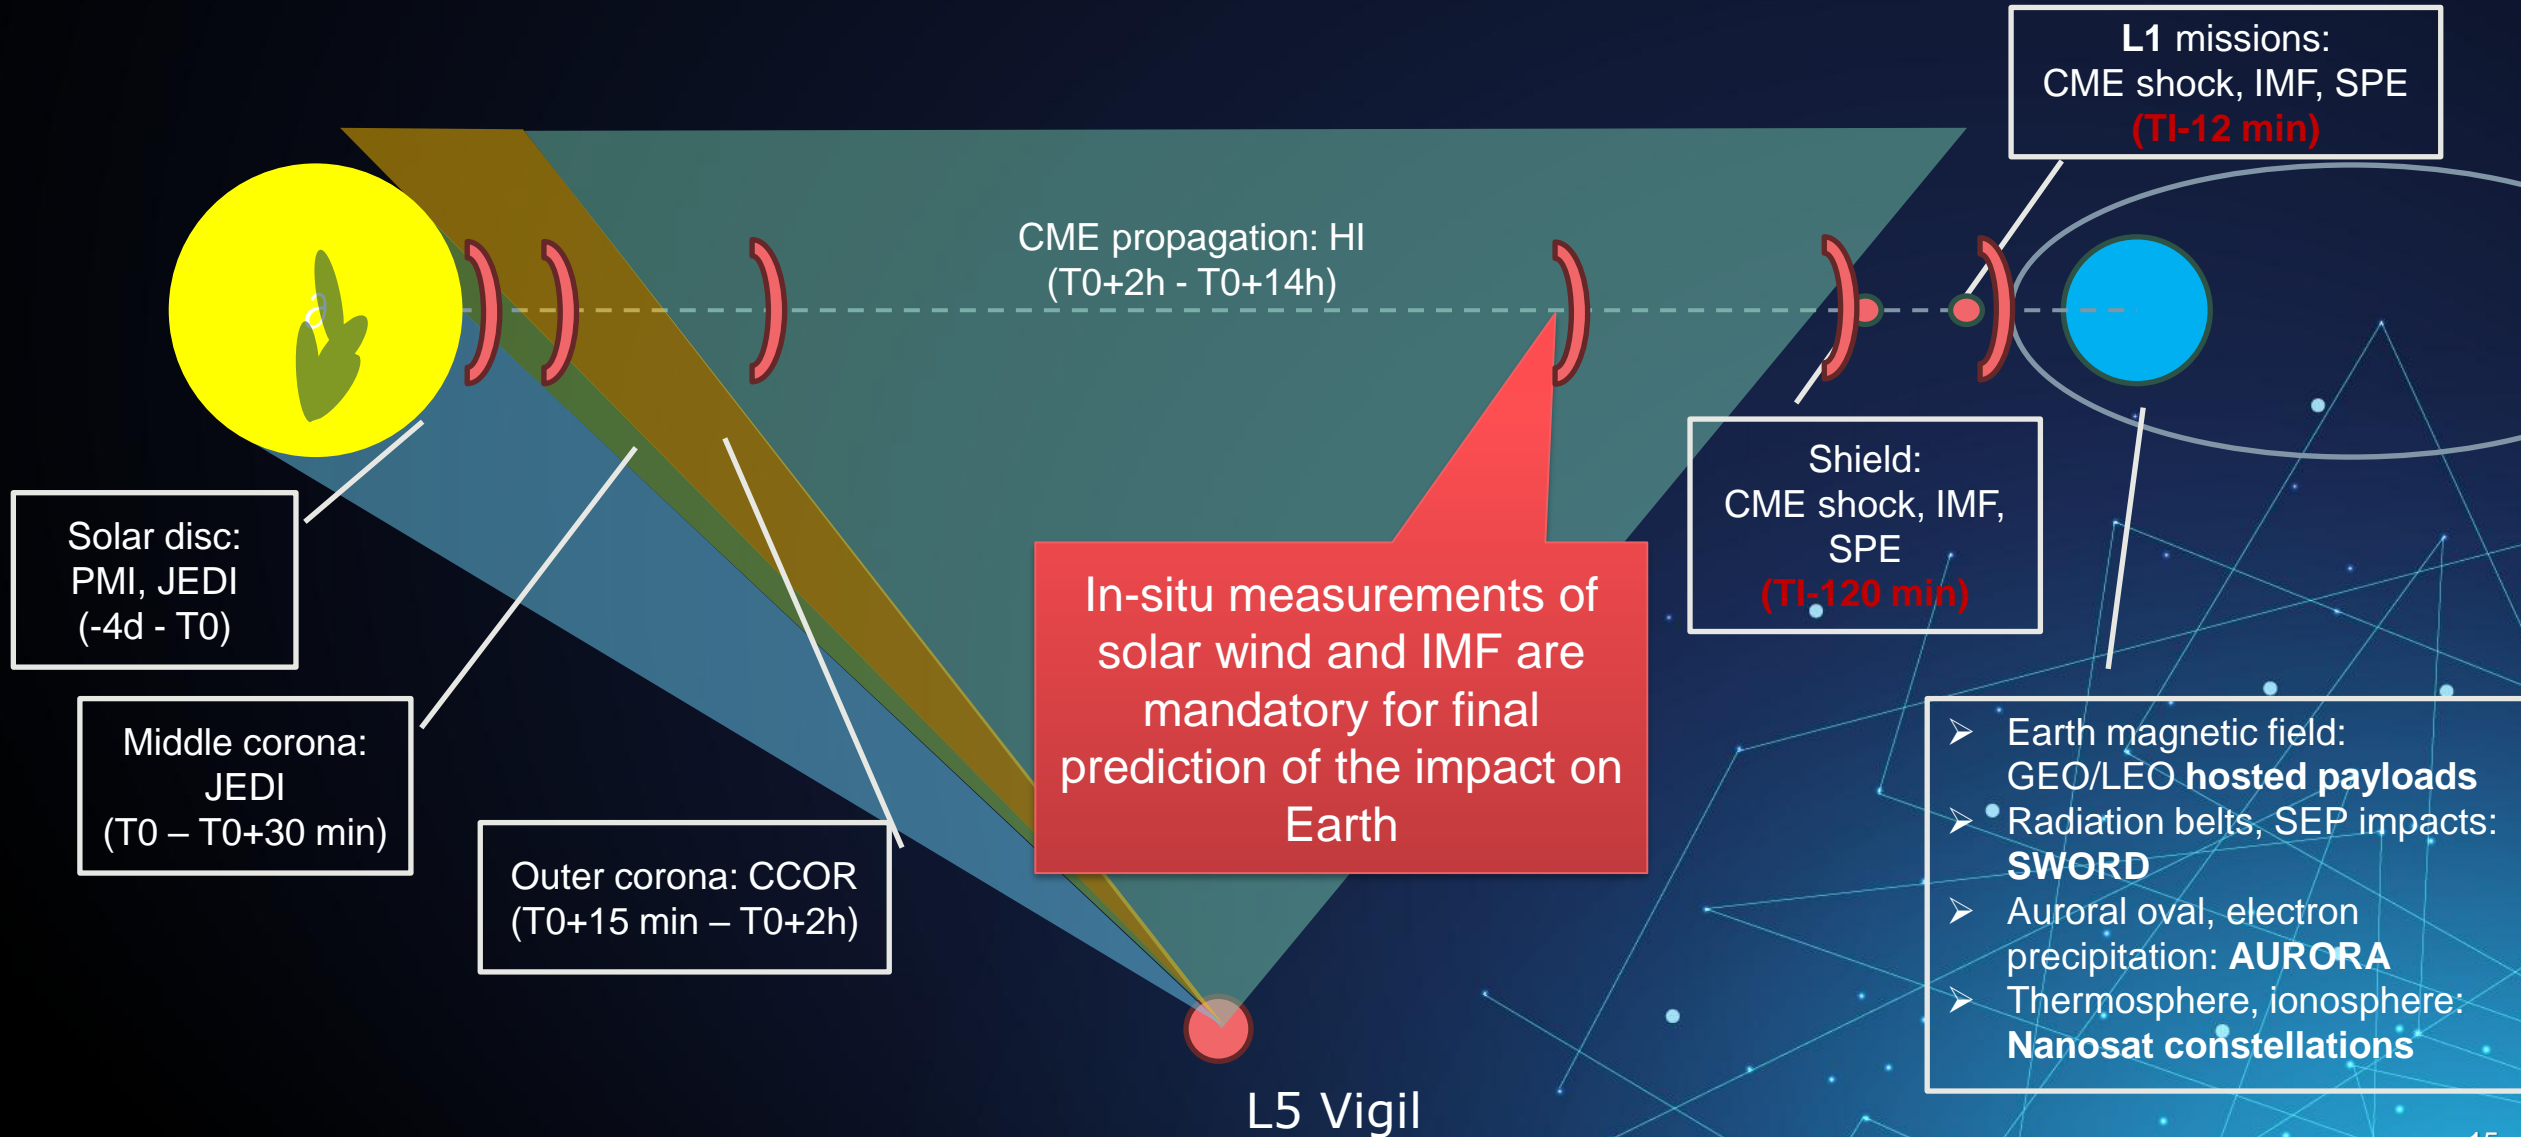 L1 missions:
CME shock, IMF, SPE
(TI-12 min)
CME propagation: HI
(T0+2h - T0+14h)
Solar disc:
PMI, JEDI
(-4d - T0)
Middle corona:
JEDI
(T0 – T0+30 min)
Outer corona: CCOR
(T0+15 min – T0+2h)
In-situ measurements of
solar wind and IMF are
mandatory for final
prediction of the impact on
Earth
Shield:
CME shock, IMF,
SPE
(TI-120 min)
➢ Earth magnetic field:
GEO/LEO hosted payloads
➢ Radiation belts, SEP impacts:
SWORD
➢ Auroral oval, electron
precipitation: AURORA
➢ Thermosphere, ionosphere:
Nanosat constellations
L5 Vigil
15